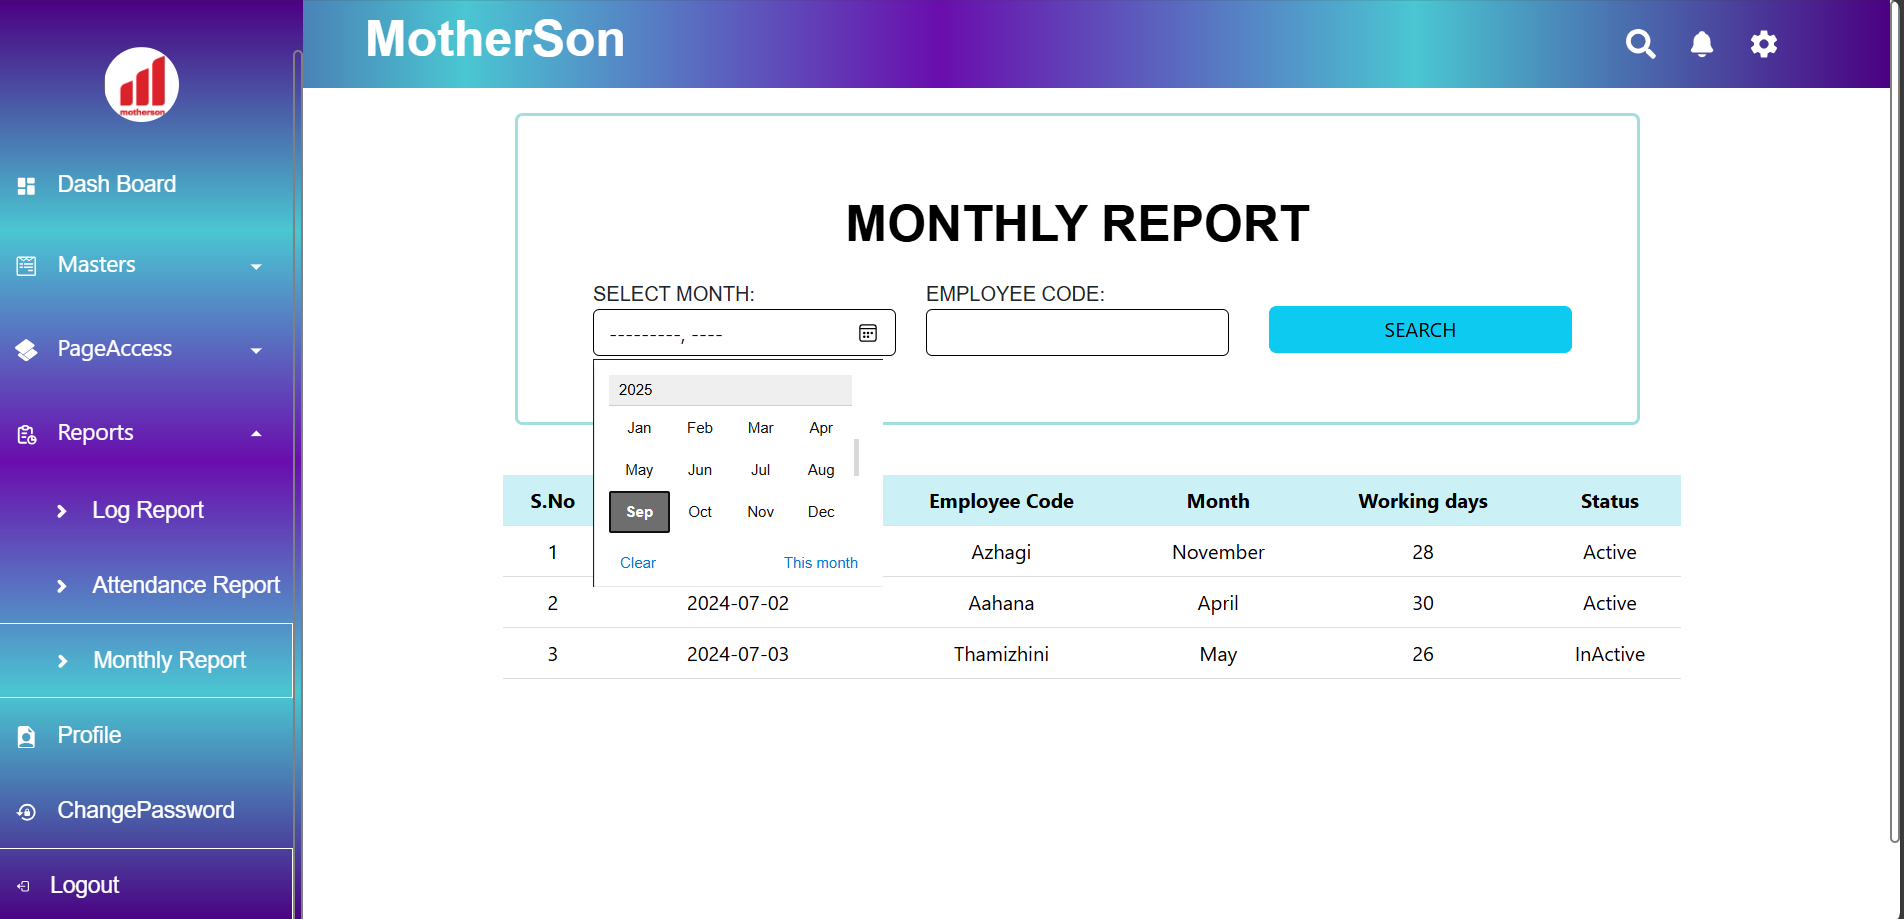 MotherSon
motherson
Dash Board
Masters
PageAccess
Reports
Log Report
Attendance Report
Monthly Report
Profile
ChangePassword
Logout
MONTHLY REPORT
SELECT MONTH:
EMPLOYEE CODE:
---------, ----
SEARCH
2025
Jan Feb Mar Apr
May Jun Jul Aug
Sep Oct Nov Dec
Clear This month
S.No Employee Code Month Working days Status
1 Azhagi November 28 Active
2 2024-07-02 Aahana April 30 Active
3 2024-07-03 Thamizhini May 26 InActive